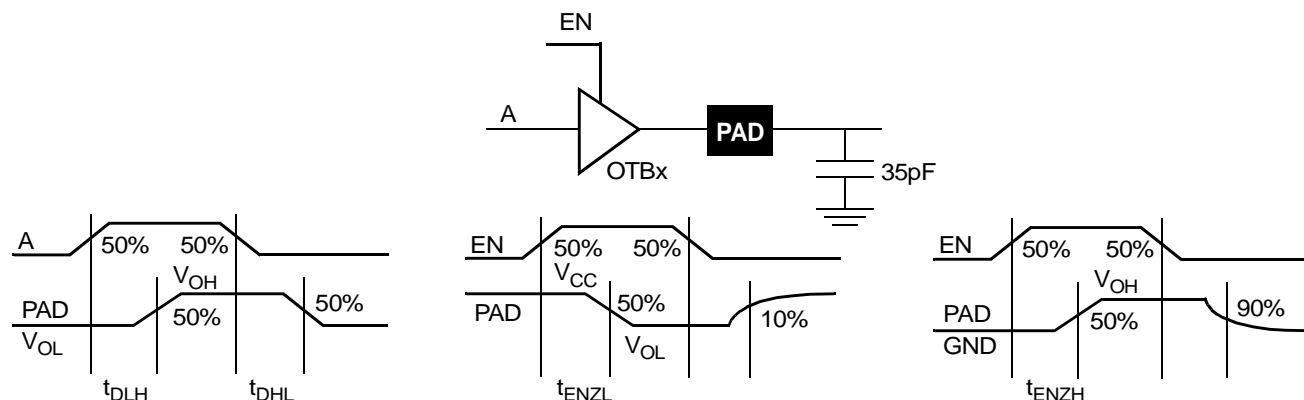 EN
A
PAD
OTBx
35pF
A
50%
50%
PAD
VOH
50%
50%
VOL
tDLH
tDHL
EN
50%
50%
VCC
PAD
50%
10%
VOL
tENZL
EN
50%
50%
VOH
PAD
50%
90%
GND
tENZH